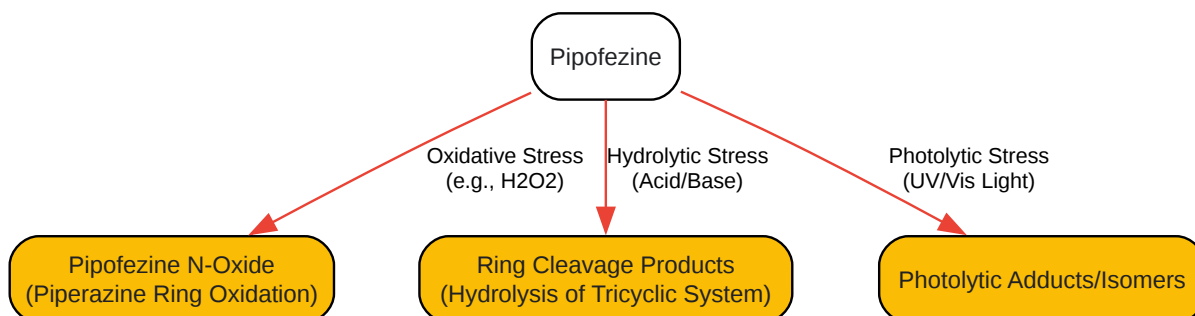 Pipofezine
Oxidative Stress
(e.g., H2O2)
Hydrolytic Stress
(Acid/Base)
Photolytic Stress
(UV/Vis Light)
Pipofezine N-Oxide
(Piperazine Ring Oxidation)
Ring Cleavage Products
(Hydrolysis of Tricyclic System)
Photolytic Adducts/Isomers